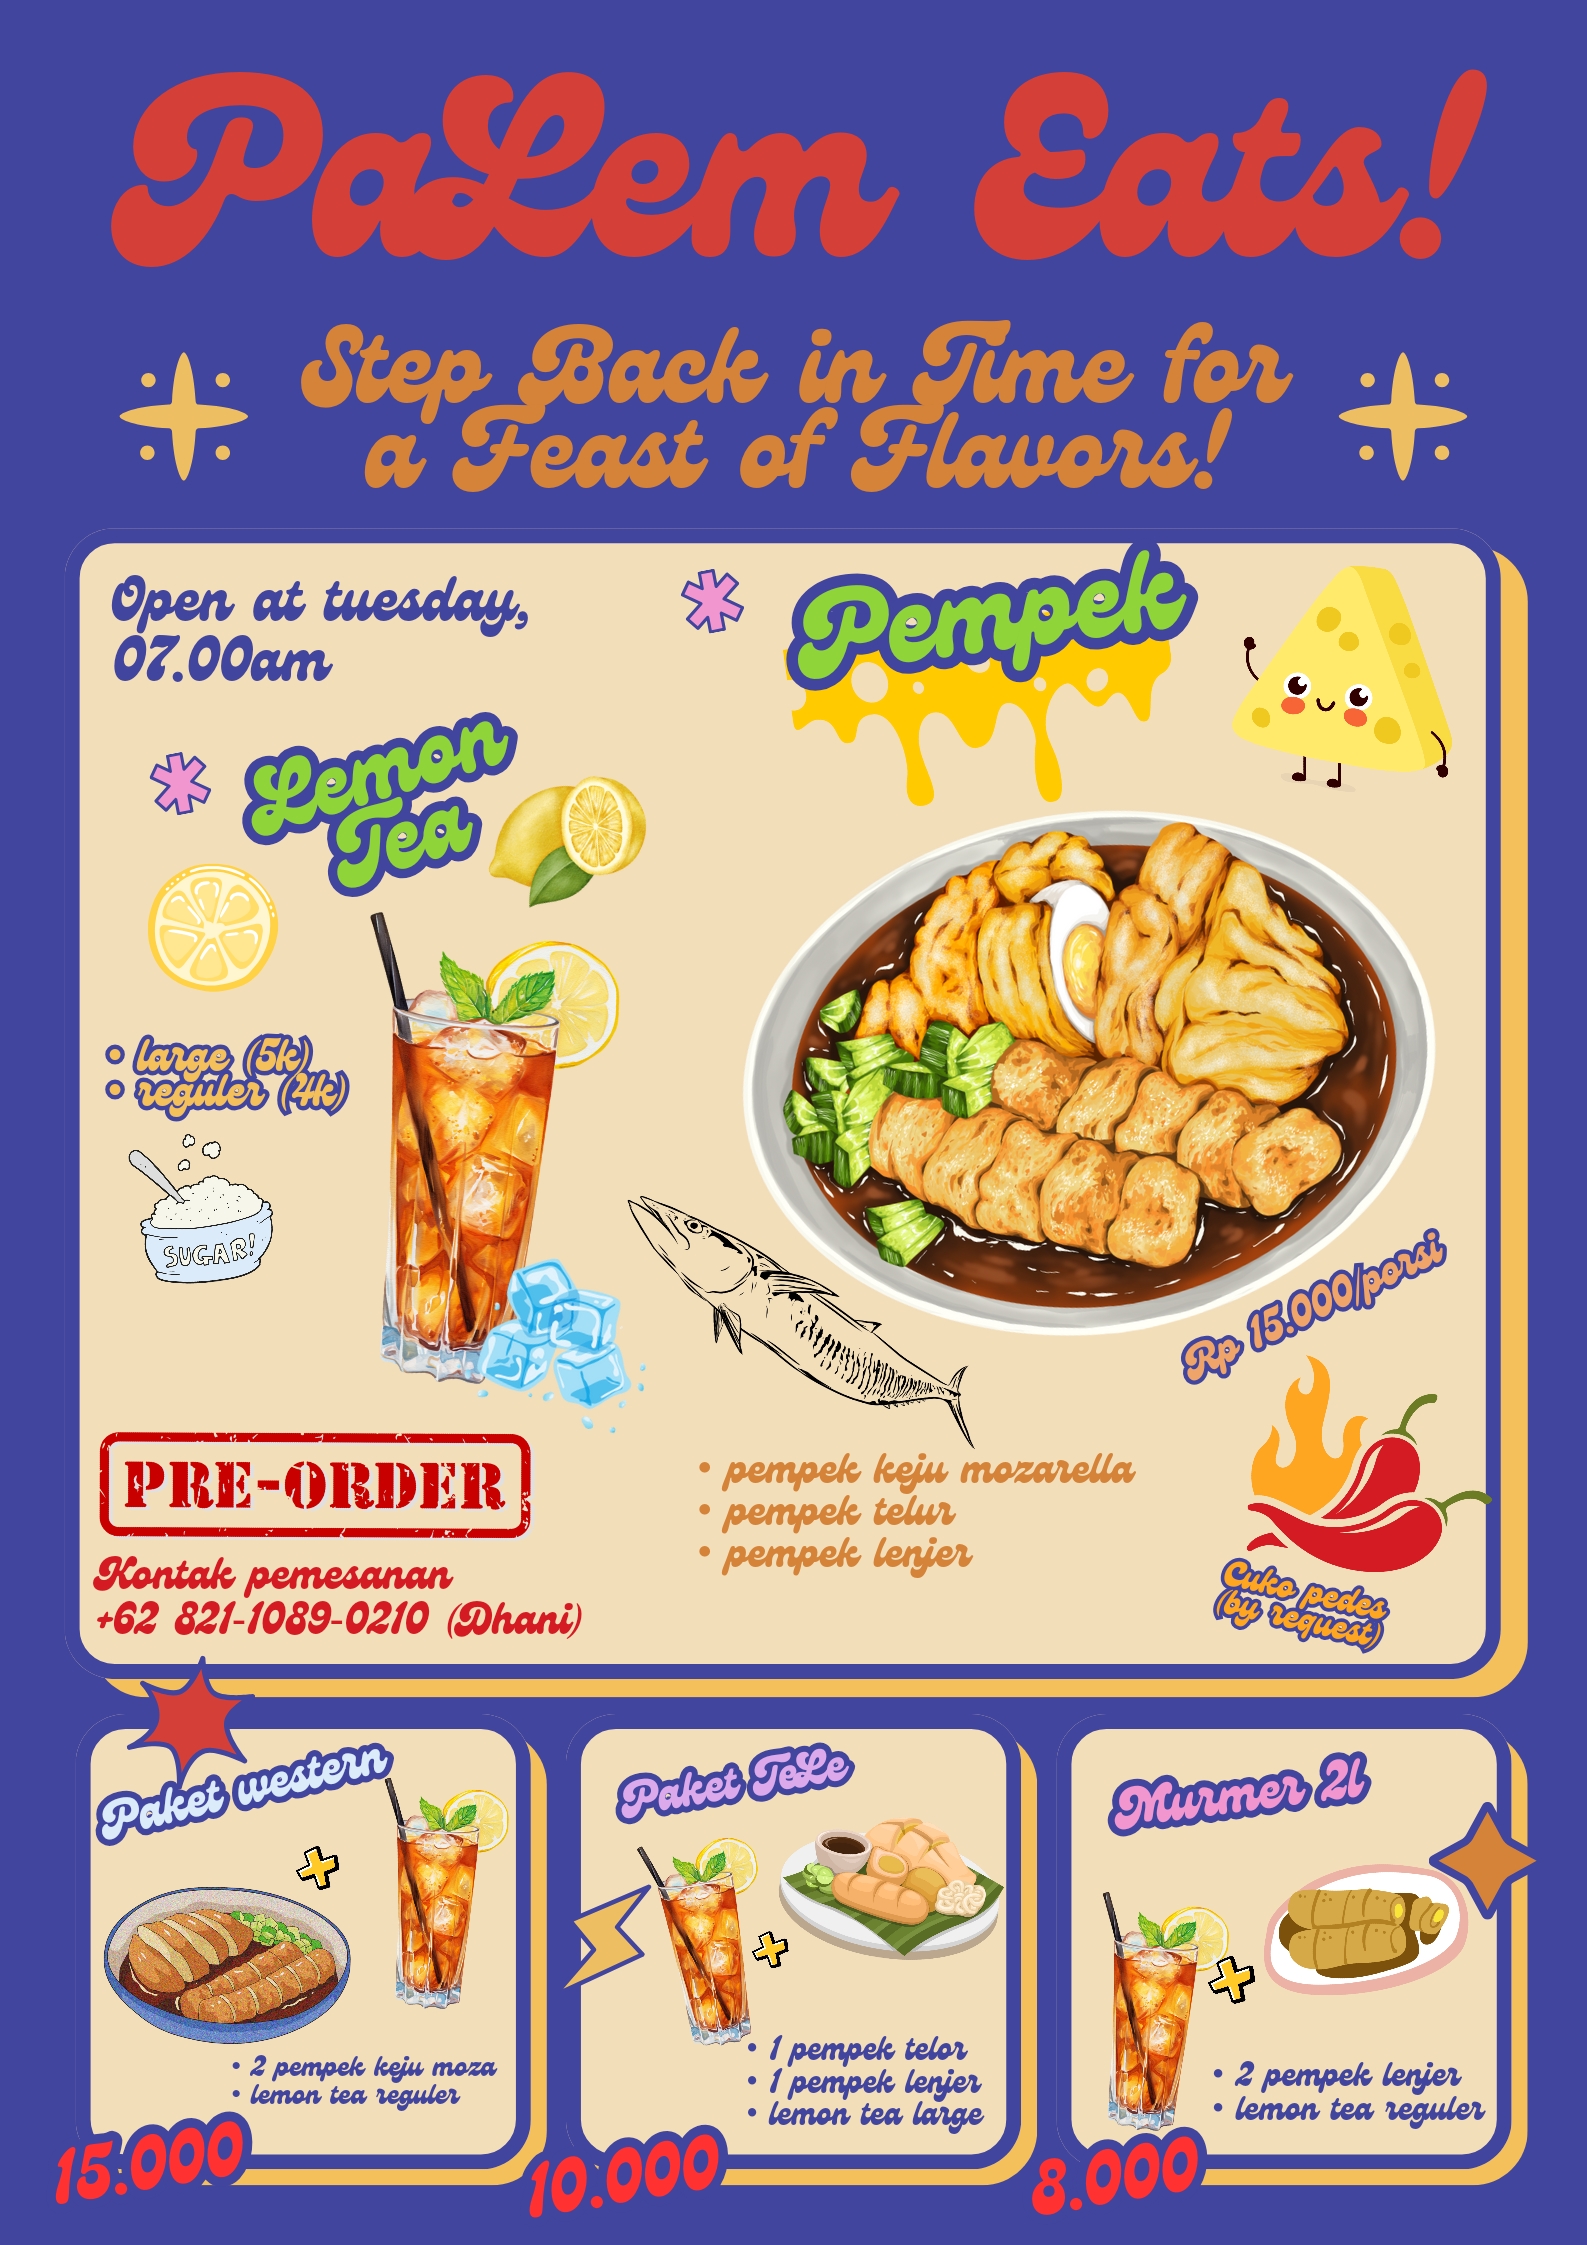 PaLem Eats!
Step Back in Time for
a Feast of Flavors!
Open at tuesday,
07.00am
Lemon
Tea
• large (5k)
• reguler (4k)
SUGAR!
PRE-ORDER
Kontak pemesanan
+62 821-1089-0210 (Dhani)
Pempek
Rp 15.000/porsi
• pempek keju mozarella
• pempek telur
• pempek lenjer
Cuko pedes
(by request)
Paket western
• 2 pempek keju moza
• lemon tea reguler
15.000
Paket TeLe
• 1 pempek telor
• 1 pempek lenjer
• lemon tea large
10.000
Murmer 2l
• 2 pempek lenjer
• lemon tea reguler
8.000